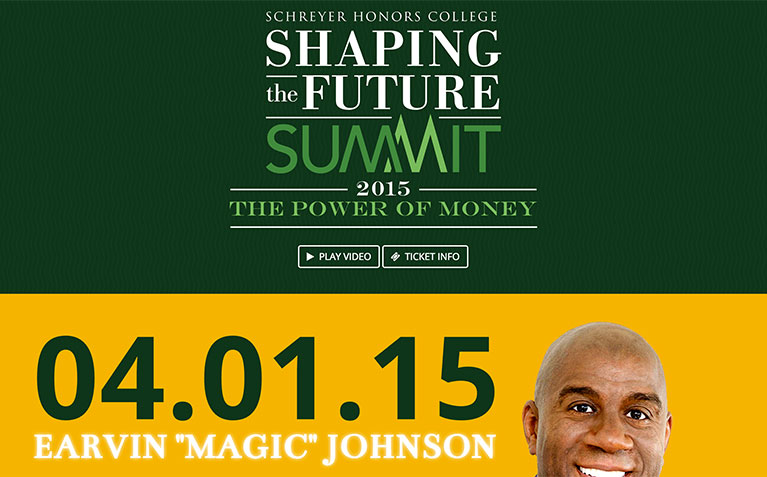 SCHREYER HONORS COLLEGE
SHAPING
the FUTURE
SUMMIT
2015
THE POWER OF MONEY
PLAY VIDEO TICKET INFO
04.01.15
EARVIN "MAGIC" JOHNSON